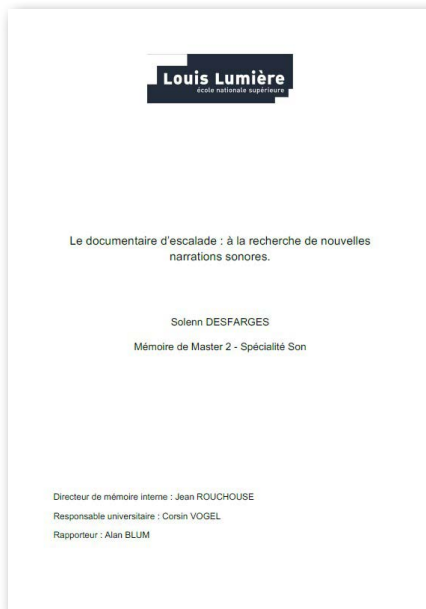 Louis Lumière
école nationale supérieure
Le documentaire d'escalade : à la recherche de nouvelles
narrations sonores.
Solenn DESFARGES
Mémoire de Master 2 - Spécialité Son
Directeur de mémoire interne : Jean ROUCHOUSE
Responsable universitaire : Corsin VOGEL
Rapporteur : Alan BLUM